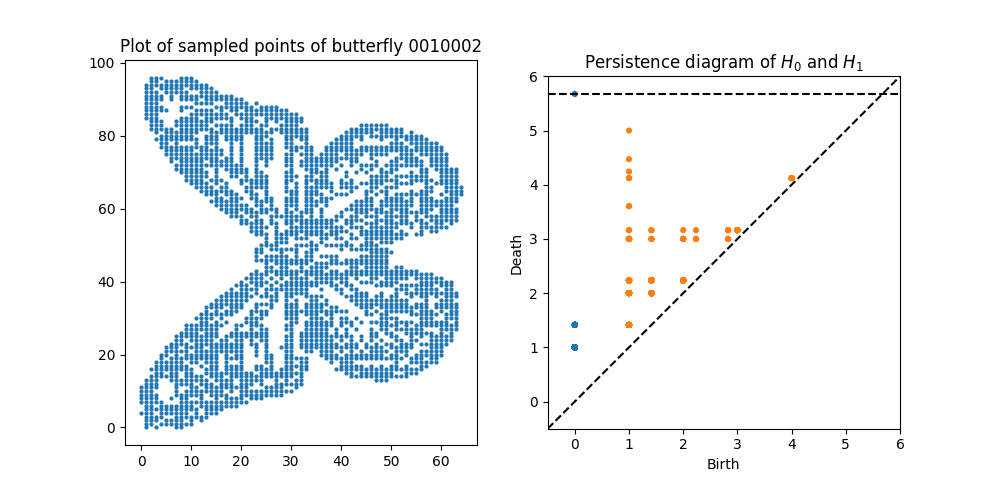 Plot of sampled points of butterfly 0010002
100
80
60
40
20
0
0 10 20 30 40 50 60
Persistence diagram of H₀ and H₁
6
5
4
3
2
1
0
Death
0 1 2 3 4 5 6
Birth